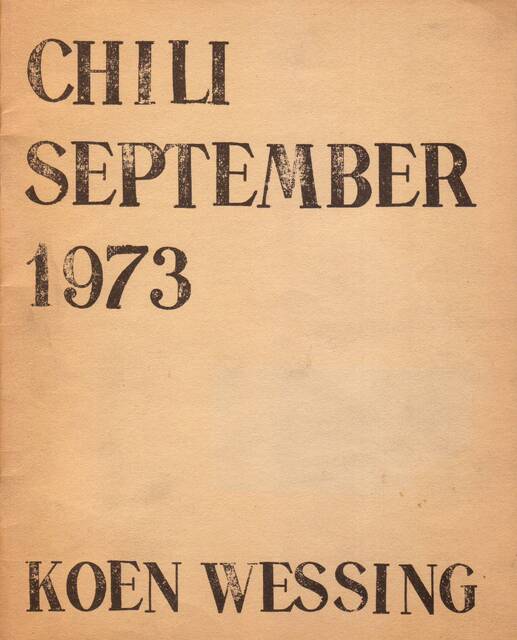 CHILI
SEPTEMBER
1973
KOEN WESSING